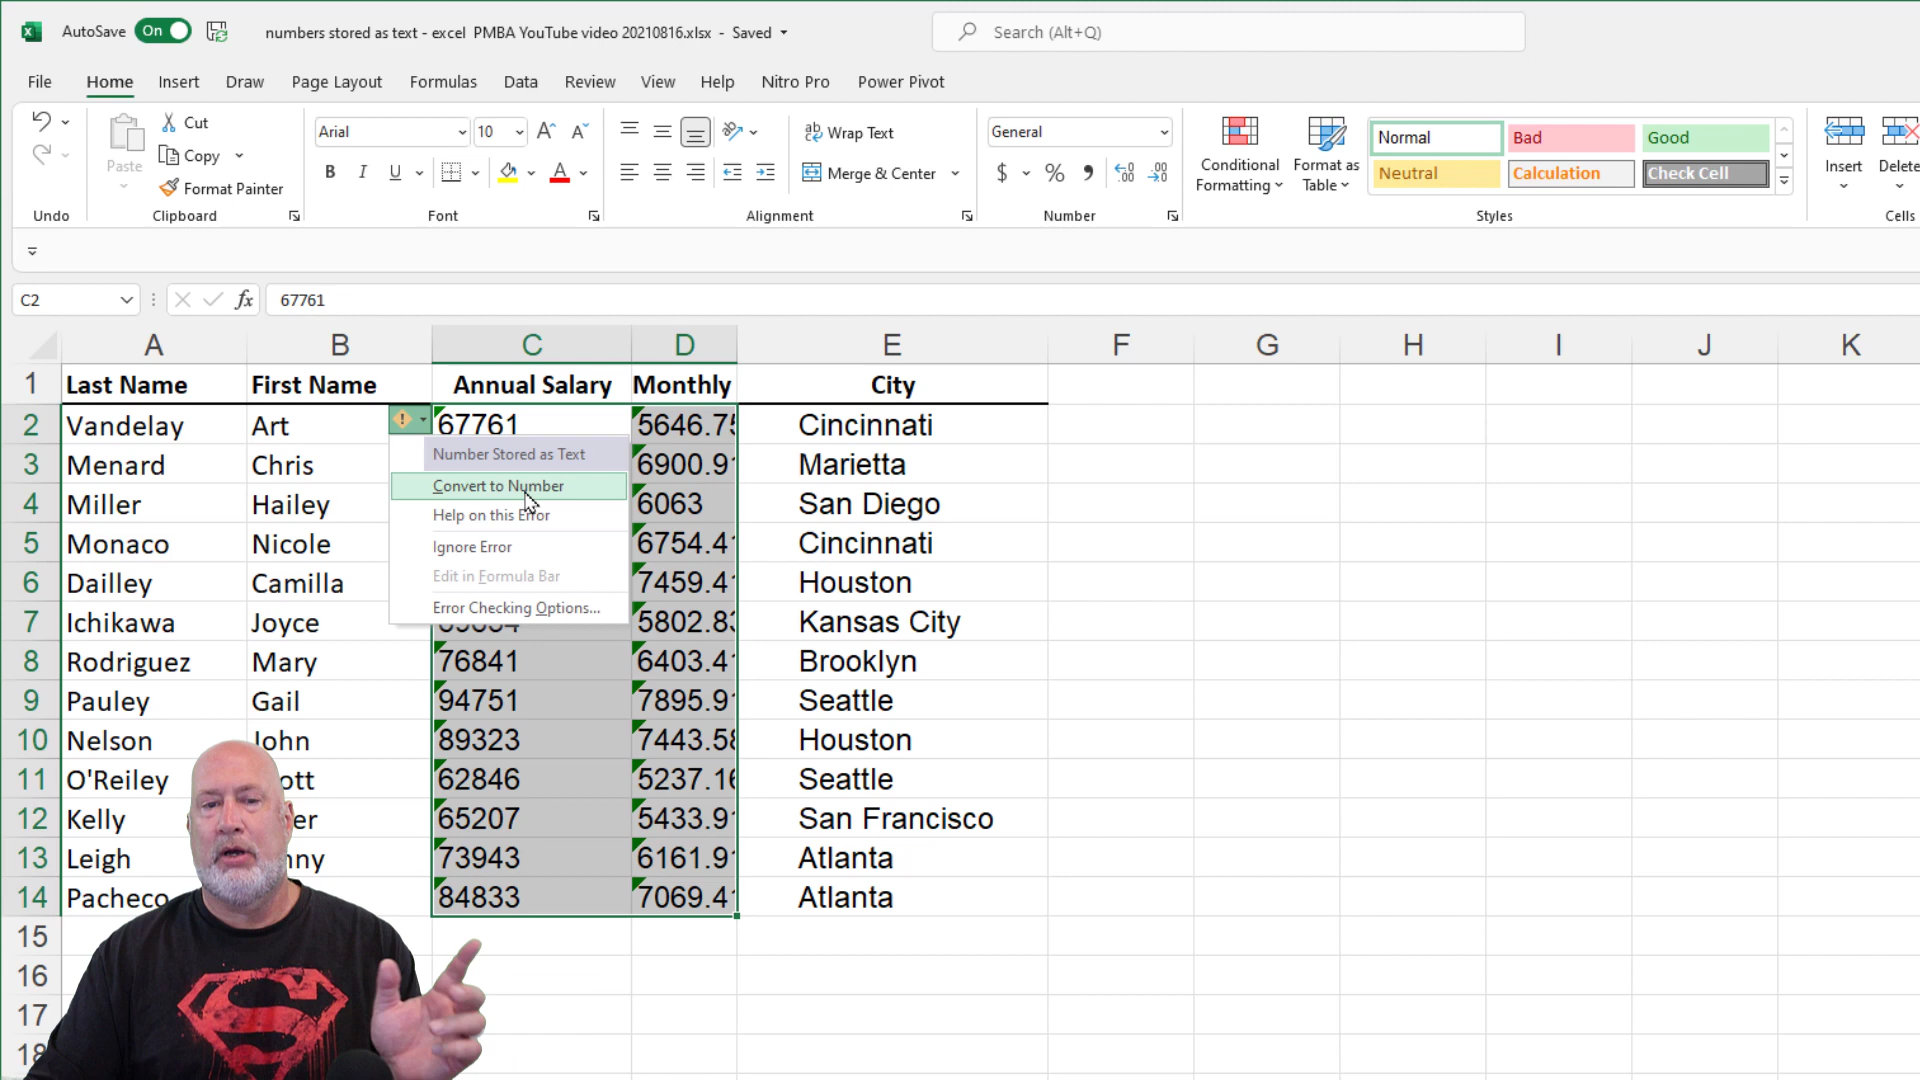 AutoSave On numbers stored as text - excel PMBA YouTube video 20210816.xlsx - Saved Search (Alt+Q)
File Home Insert Draw Page Layout Formulas Data Review View Help Nitro Pro Power Pivot
Paste
Cut
Copy
Format Painter
Arial 10
B I U
ab Wrap Text
Merge & Center
General
$ % 9
Conditional Formatting
Format as Table
Normal Bad Good
Neutral Calculation Check Cell
Insert Delete
Undo Clipboard Font Alignment Number Styles Cells
C2 fx 67761
A B C D E F G H I J K
1 Last Name First Name Annual Salary Monthly City
2 Vandelay Art 67761 5646.75 Cincinnati
3 Menard Chris 6900.91 Marietta
4 Miller Hailey 6063 San Diego
5 Monaco Nicole 6754.41 Cincinnati
6 Dailley Camilla 7459.41 Houston
7 Ichikawa Joyce 5802.83 Kansas City
8 Rodriguez Mary 76841 6403.41 Brooklyn
9 Pauley Gail 94751 7895.91 Seattle
10 Nelson John 89323 7443.58 Houston
11 O'Reiley ott 62846 5237.16 Seattle
12 Kelly er 65207 5433.91 San Francisco
13 Leigh nny 73943 6161.91 Atlanta
14 Pacheco 84833 7069.41 Atlanta
15
16
17
18
Number Stored as Text
Convert to Number
Help on this Error
Ignore Error
Edit in Formula Bar
Error Checking Options...
S